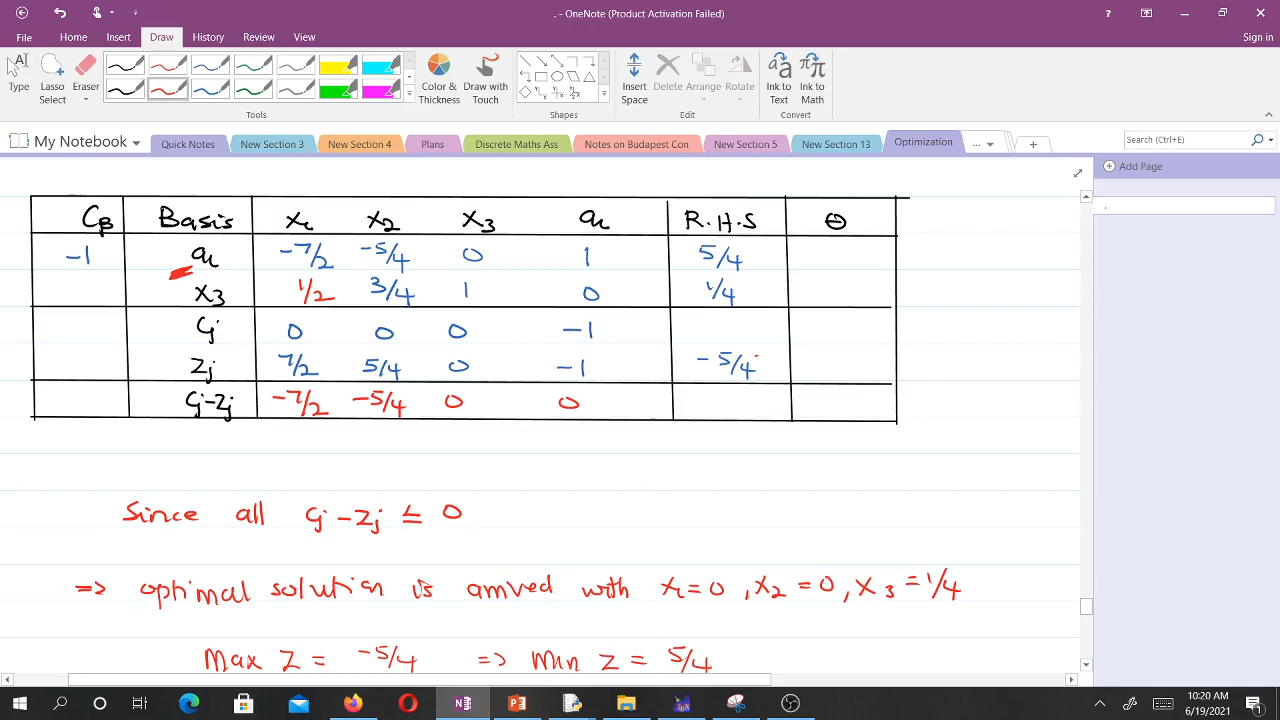 . - OneNote (Product Activation Failed)
File Home Insert Draw History Review View Sign in
Type Lasso Select Eraser Color & Thickness Draw with Touch Insert Space Delete Arrange Rotate Ink to Text Ink to Math
Tools Shapes Edit Convert
My Notebook Quick Notes New Section 3 New Section 4 Plans Discrete Maths Ass Notes on Budapest Con New Section 5 New Section 13 Optimization ... Search (Ctrl+E)
Add Page
CB Basis x1 x2 x3 a1 R.H.S θ
-1 a1 -7/2 -5/4 0 1 5/4
x3 1/2 3/4 1 0 1/4
Cj 0 0 0 -1
Zj 7/2 5/4 0 -1 -5/4
Cj-Zj -7/2 -5/4 0 0
Since all Cj - Zj ≤ 0
=> optimal solution is arrived with x1=0, x2=0, x3=1/4
Max Z = -5/4 => Min Z = 5/4
10:20 AM
6/19/2021